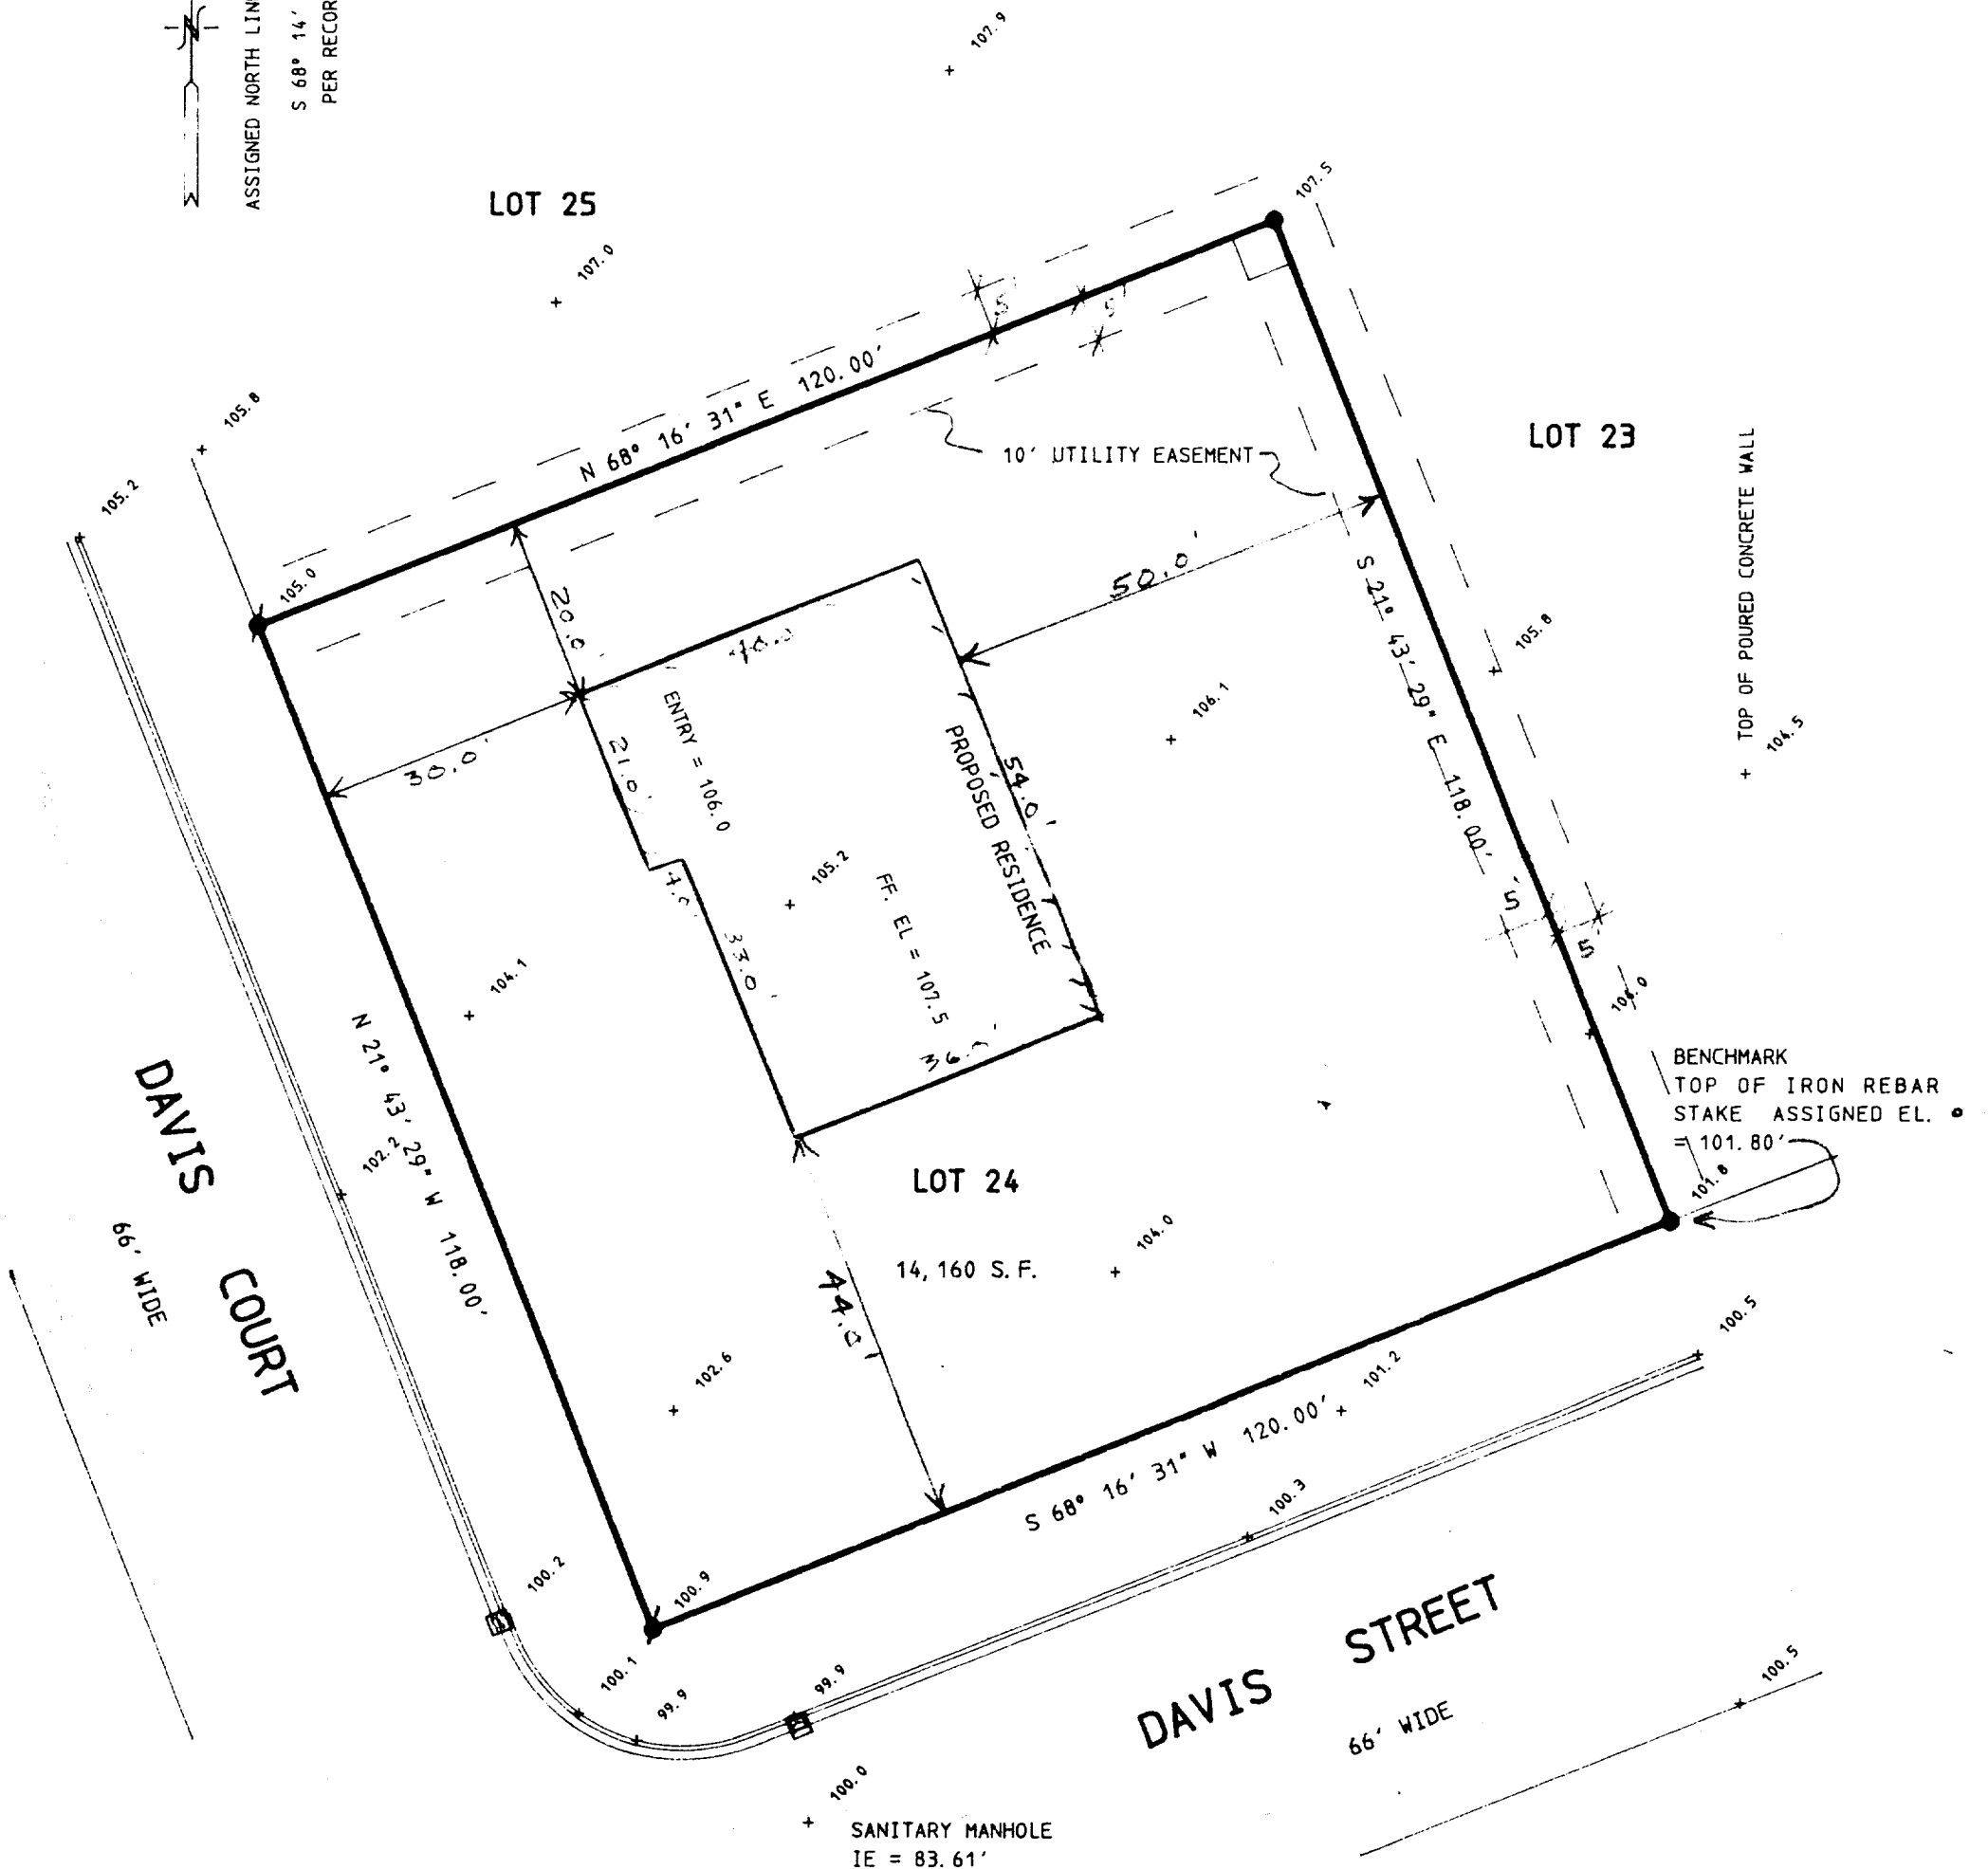 N
ASSIGNED NORTH LIN
S 68° 14'
PER RECOR
107.9
LOT 25
107.5
107.0
5'
5'
105.8
N 68° 16' 31" E 120.00'
10' UTILITY EASEMENT
LOT 23
TOP OF POURED CONCRETE WALL
104.5
105.2
105.0
20.0'
50.0'
S 21° 43' 29" E 118.00'
105.8
30.0'
21.0'
ENTRY = 106.0
106.1
PROPOSED RESIDENCE
54.0'
105.2
4.0'
FF. EL = 107.5
33.0'
36.0'
5'
5'
104.1
N 21° 43' 29" W 118.00'
102.2
DAVIS COURT
66' WIDE
BENCHMARK
TOP OF IRON REBAR
STAKE ASSIGNED EL.
= 101.80'
101.8
LOT 24
14,160 S.F.
104.0
44.0'
102.6
101.2
100.5
S 68° 16' 31" W 120.00'
100.3
100.2
100.9
100.1
99.9
99.9
DAVIS STREET
66' WIDE
100.5
100.0
SANITARY MANHOLE
IE = 83.61'